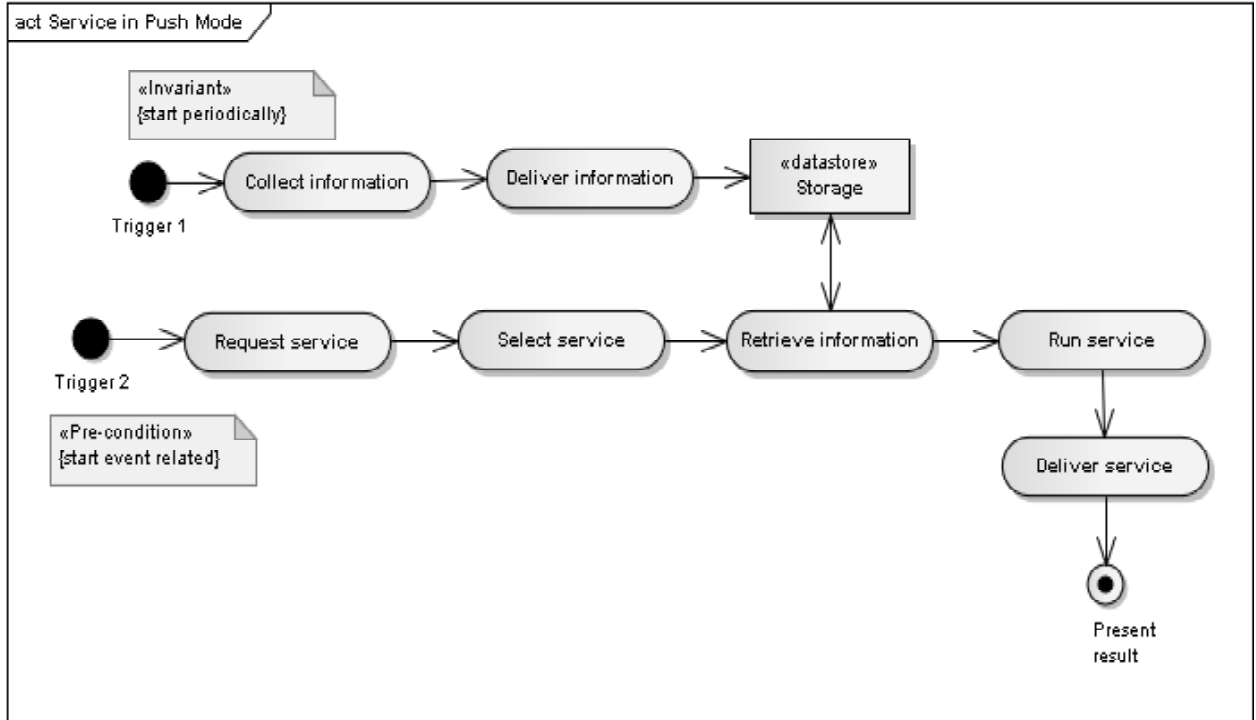 act Service in Push Mode
«Invariant»
{start periodically}
Collect information
Deliver information
«datastore»
Storage
Trigger 1
Request service
Select service
Retrieve information
Run service
Trigger 2
«Pre-condition»
{start event related}
Deliver service
Present
result